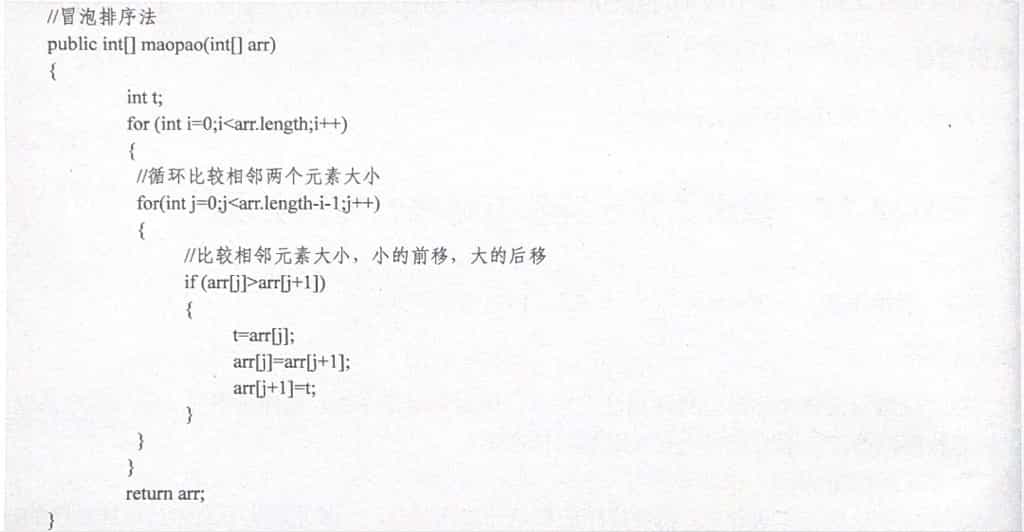 //冒泡排序法
public int[] maopao(int[] arr)
{
int t;
for (int i=0;i<arr.length;i++)
{
//循环比较相邻两个元素大小
for(int j=0;j<arr.length-i-1;j++)
{
//比较相邻元素大小，小的前移，大的后移
if (arr[j]>arr[j+1])
{
t=arr[j];
arr[j]=arr[j+1];
arr[j+1]=t;
}
}
}
return arr;
}